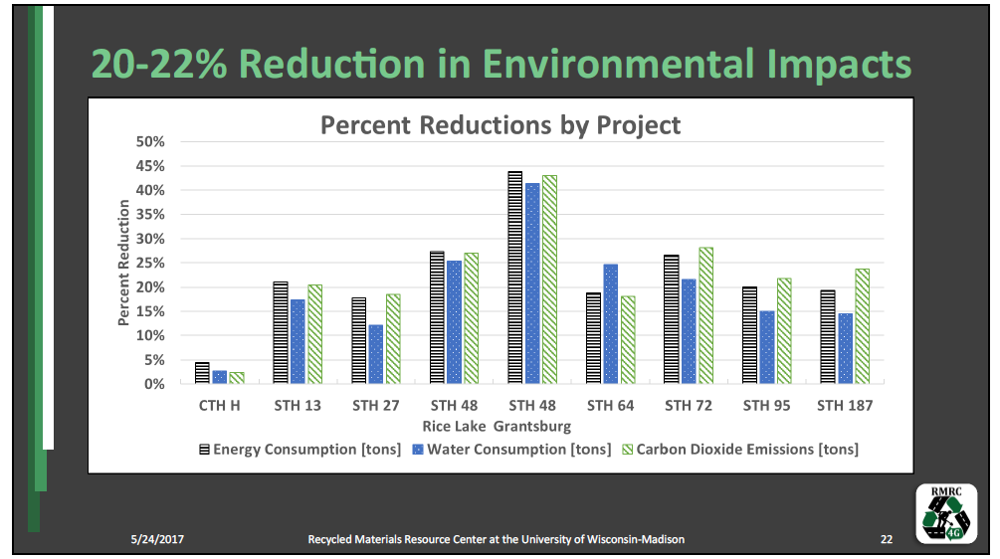 20-22% Reduction in Environmental Impacts
Percent Reductions by Project
Percent Reduction
50%
45%
40%
35%
30%
25%
20%
15%
10%
5%
0%
CTH H STH 13 STH 27 STH 48 STH 48 STH 64 STH 72 STH 95 STH 187
Rice Lake Grantsburg
Energy Consumption [tons] Water Consumption [tons] Carbon Dioxide Emissions [tons]
RMRC
4G
5/24/2017 Recycled Materials Resource Center at the University of Wisconsin-Madison 22